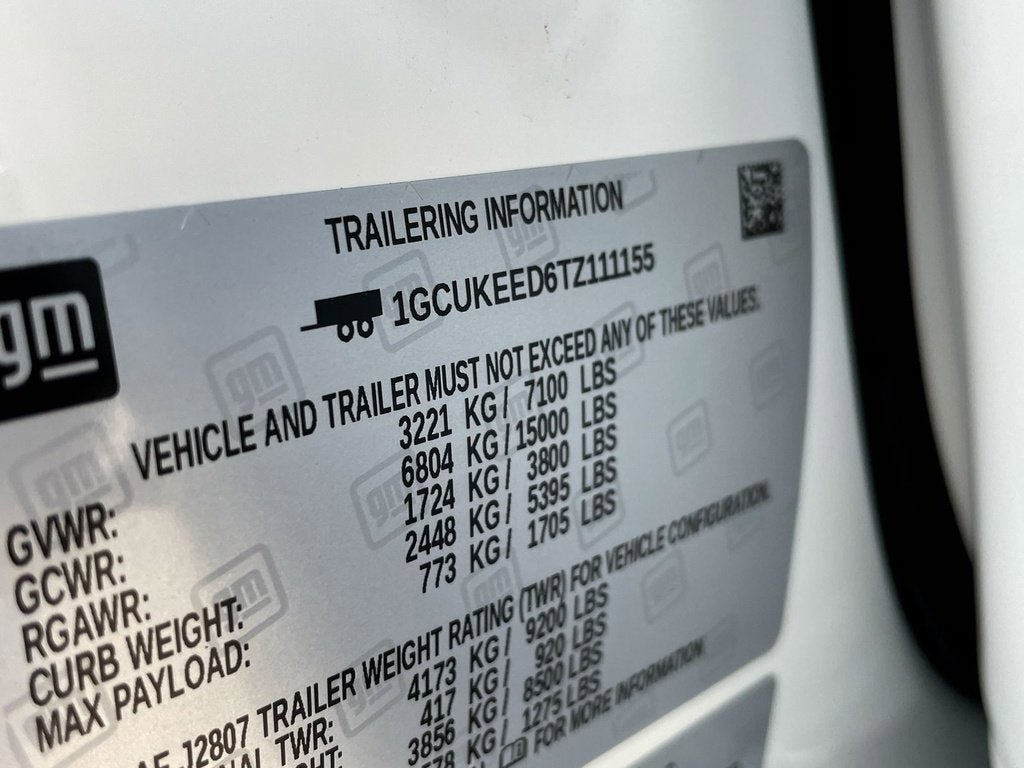 TRAILERING INFORMATION
gm
1GCUKEED6TZ111155
VEHICLE AND TRAILER MUST NOT EXCEED ANY OF THESE VALUES.
GVWR: 3221 KG/ 7100 LBS
GCWR: 6804 KG/15000 LBS
RGAWR: 1724 KG/ 3800 LBS
CURB WEIGHT: 2448 KG/ 5395 LBS
MAX PAYLOAD: 773 KG/ 1705 LBS
J2807 TRAILER WEIGHT RATING (TWR) FOR VEHICLE CONFIGURATION.
TWR: 4173 KG/ 9200 LBS
417 KG/ 920 LBS
3856 KG/ 8500 LBS
KG/ 1275 LBS
FOR MORE INFORMATION.